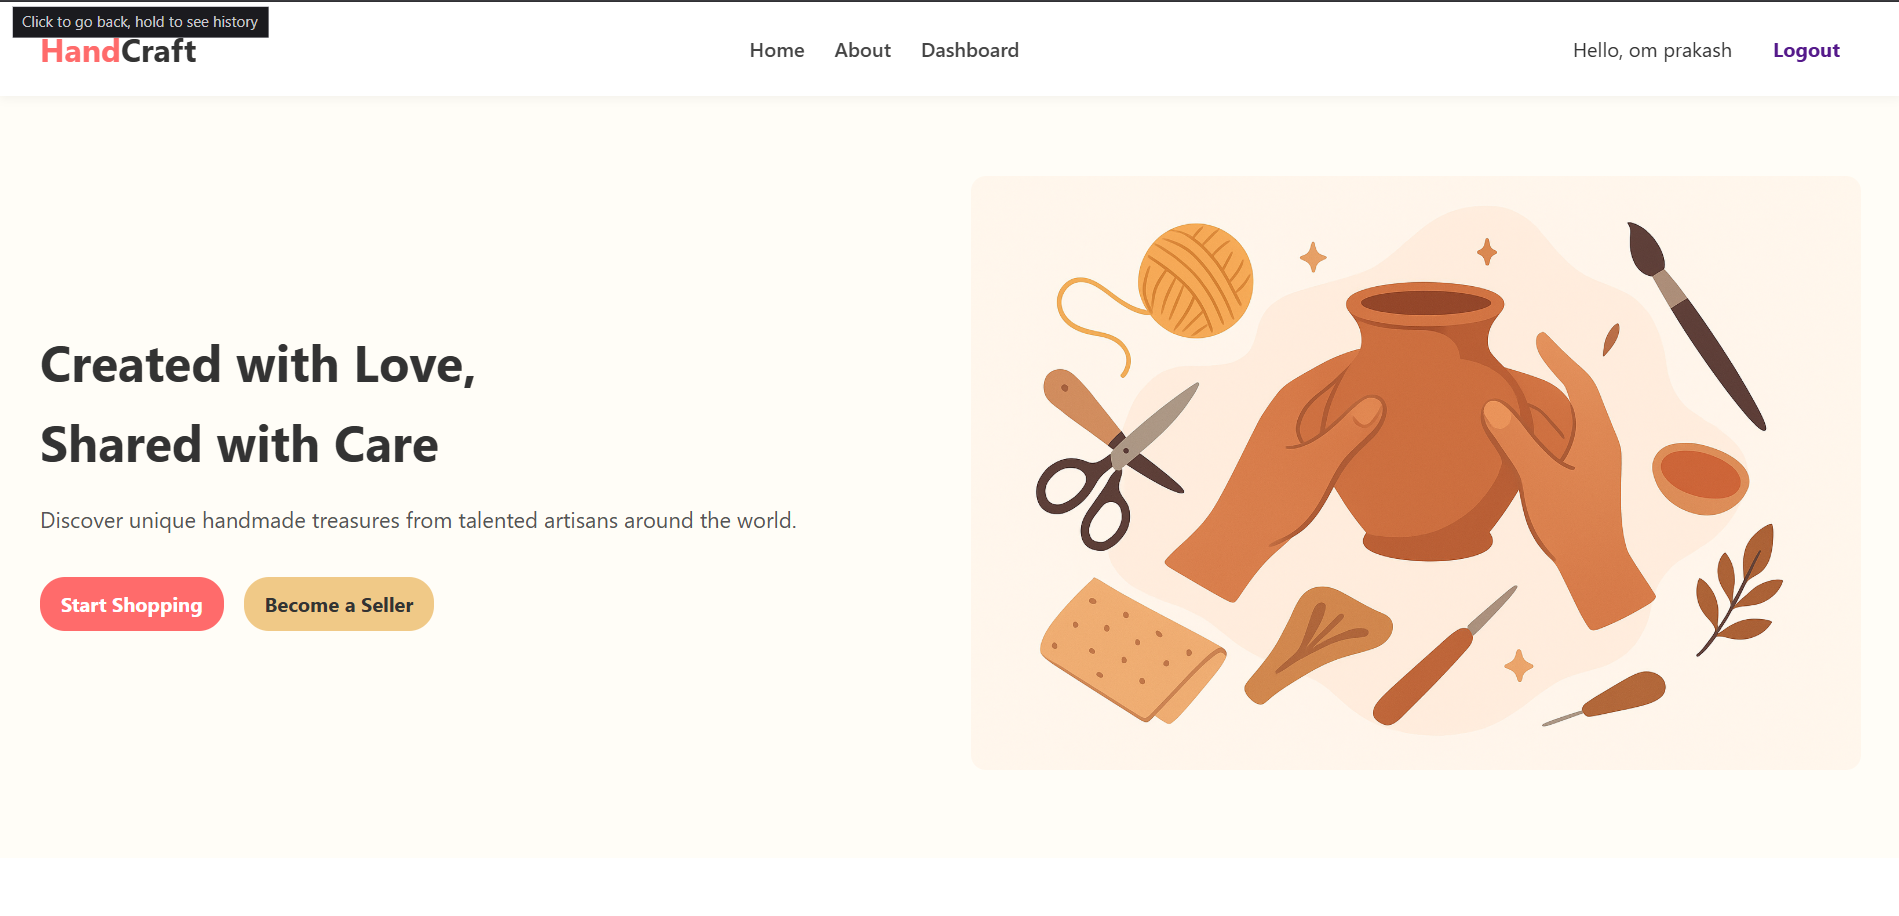 Click to go back, hold to see history
HandCraft
Home About Dashboard
Hello, om prakash Logout
Created with Love,
Shared with Care
Discover unique handmade treasures from talented artisans around the world.
Start Shopping Become a Seller